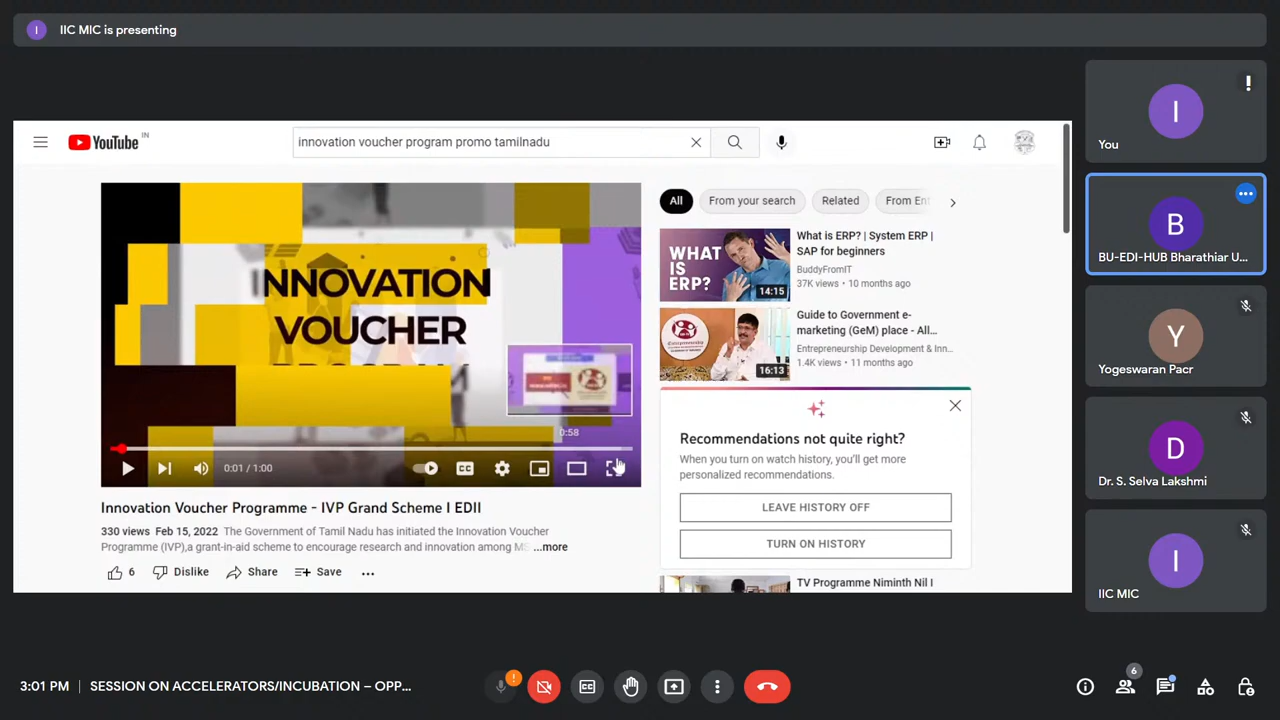 I
IIC MIC is presenting
YouTube IN
innovation voucher program promo tamilnadu
INNOVATION
VOUCHER
PROGRAM
0:58
0:01 / 1:00
CC
Innovation Voucher Programme - IVP Grand Scheme I EDII
330 views Feb 15, 2022 The Government of Tamil Nadu has initiated the Innovation Voucher
Programme (IVP),a grant-in-aid scheme to encourage research and innovation among MS ...more
6 Dislike Share Save
All From your search Related From En
WHAT
IS
ERP?
14:15
What is ERP? | System ERP |
SAP for beginners
BuddyFromIT
37K views • 10 months ago
16:13
Guide to Government e-
marketing (GeM) place - All...
Entrepreneurship Development & Inn...
1.4K views • 11 months ago
Recommendations not quite right?
When you turn on watch history, you'll get more
personalized recommendations.
LEAVE HISTORY OFF
TURN ON HISTORY
TV Programme Niminth Nil I
I
You
B
BU-EDI-HUB Bharathiar U...
Y
Yogeswaran Pacr
D
Dr. S. Selva Lakshmi
I
IIC MIC
3:01 PM | SESSION ON ACCELERATORS/INCUBATION – OPP...
CC
6